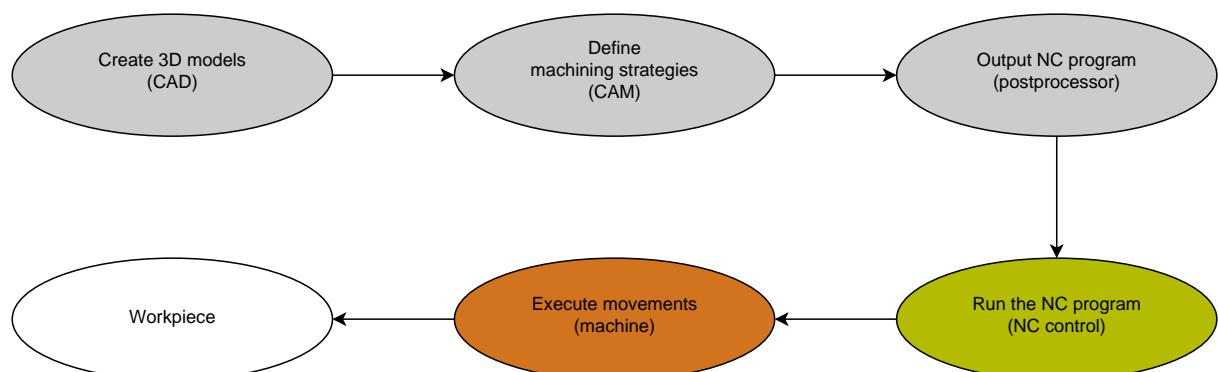 Create 3D models
(CAD)
Define
machining strategies
(CAM)
Output NC program
(postprocessor)
Workpiece
Execute movements
(machine)
Run the NC program
(NC control)